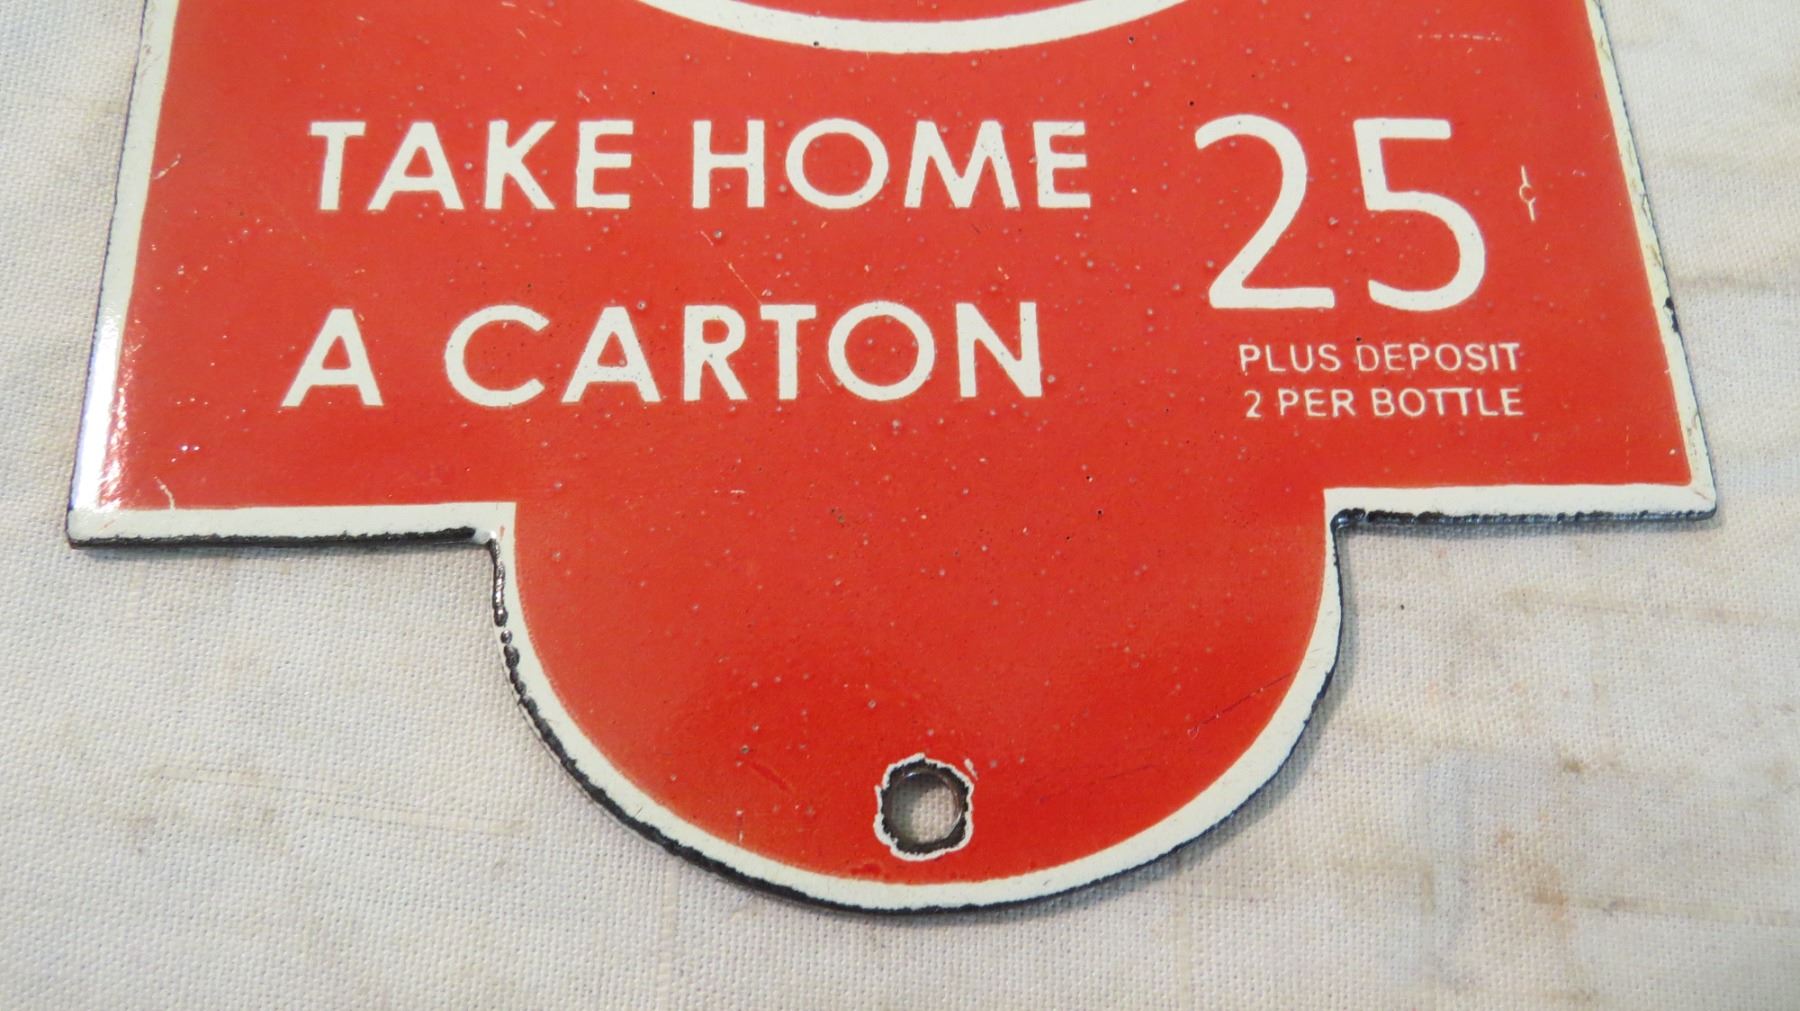 TAKE HOME
A CARTON
25¢
PLUS DEPOSIT
2 PER BOTTLE